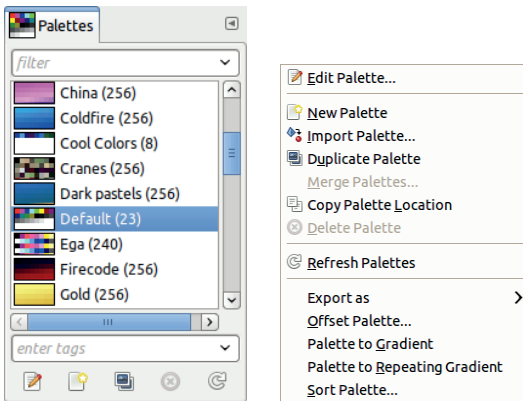 Palettes
filter
China (256)
Coldfire (256)
Cool Colors (8)
Cranes (256)
Dark pastels (256)
Default (23)
Ega (240)
Firecode (256)
Gold (256)
enter tags
Edit Palette...
New Palette
Import Palette...
Duplicate Palette
Merge Palettes...
Copy Palette Location
Delete Palette
Refresh Palettes
Export as
Offset Palette...
Palette to Gradient
Palette to Repeating Gradient
Sort Palette...